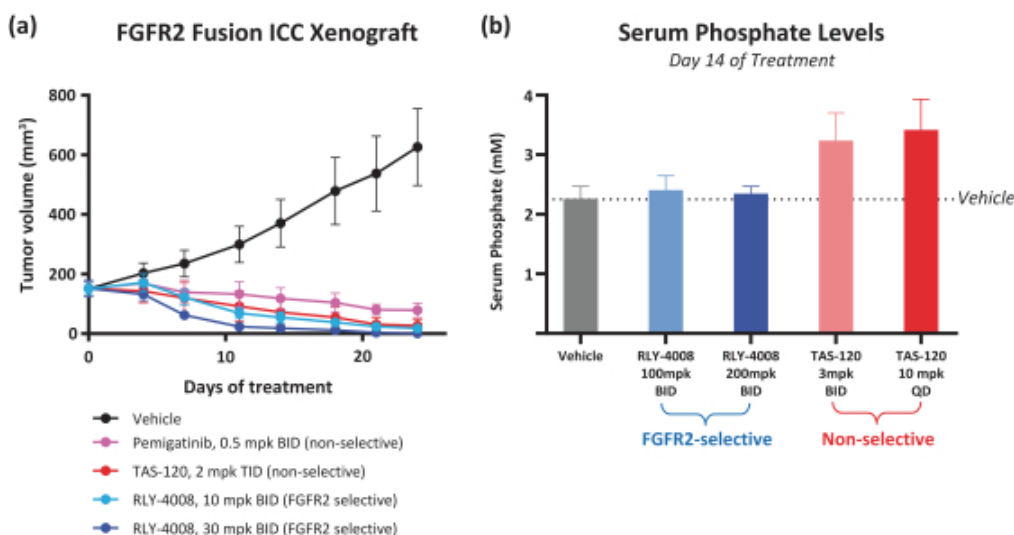 (a)
FGFR2 Fusion ICC Xenograft
Tumor volume (mm³)
800
600
400
200
0
0
10
20
Days of treatment
Vehicle
Pemigatinib, 0.5 mpk BID (non-selective)
TAS-120, 2 mpk TID (non-selective)
RLY-4008, 10 mpk BID (FGFR2 selective)
RLY-4008, 30 mpk BID (FGFR2 selective)
(b)
Serum Phosphate Levels
Day 14 of Treatment
Serum Phosphate (mM)
4
3
2
1
Vehicle
Vehicle
RLY-4008
100mpk
BID
RLY-4008
200mpk
BID
TAS-120
3mpk
BID
TAS-120
10 mpk
QD
FGFR2-selective
Non-selective